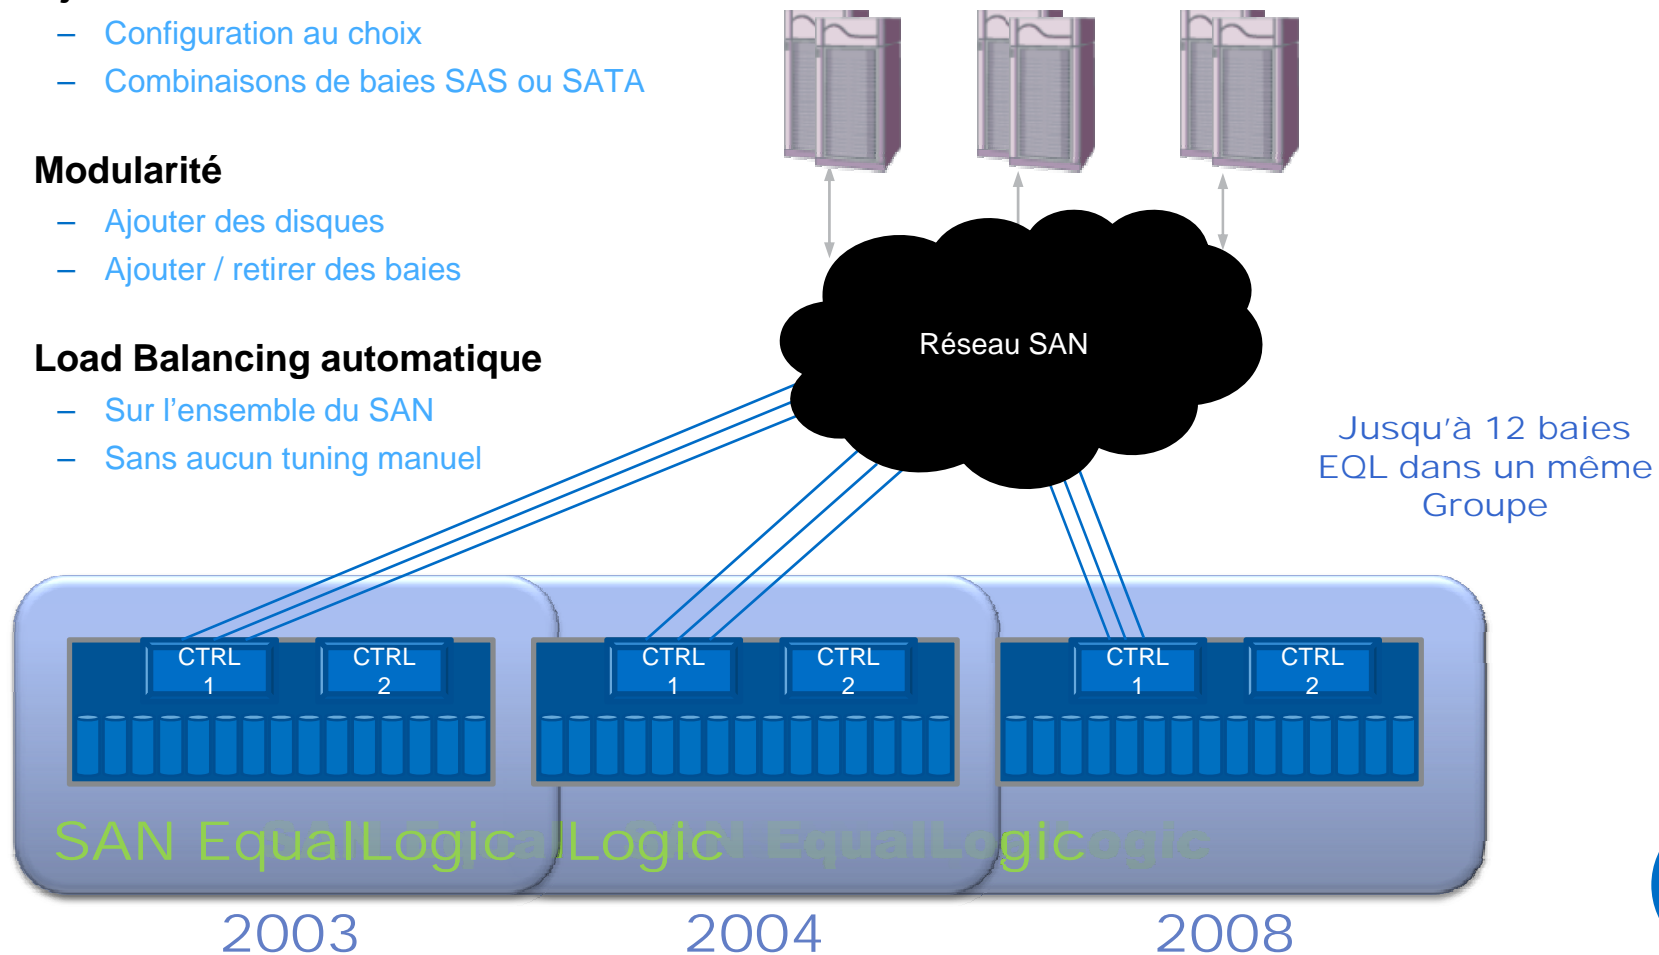 – Configuration au choix
– Combinaisons de baies SAS ou SATA
Modularité
– Ajouter des disques
– Ajouter / retirer des baies
Load Balancing automatique
– Sur l'ensemble du SAN
– Sans aucun tuning manuel
Réseau SAN
Jusqu'à 12 baies
EQL dans un même
Groupe
CTRL
1
CTRL
2
CTRL
1
CTRL
2
CTRL
1
CTRL
2
SAN EqualLogic
2003
2004
2008